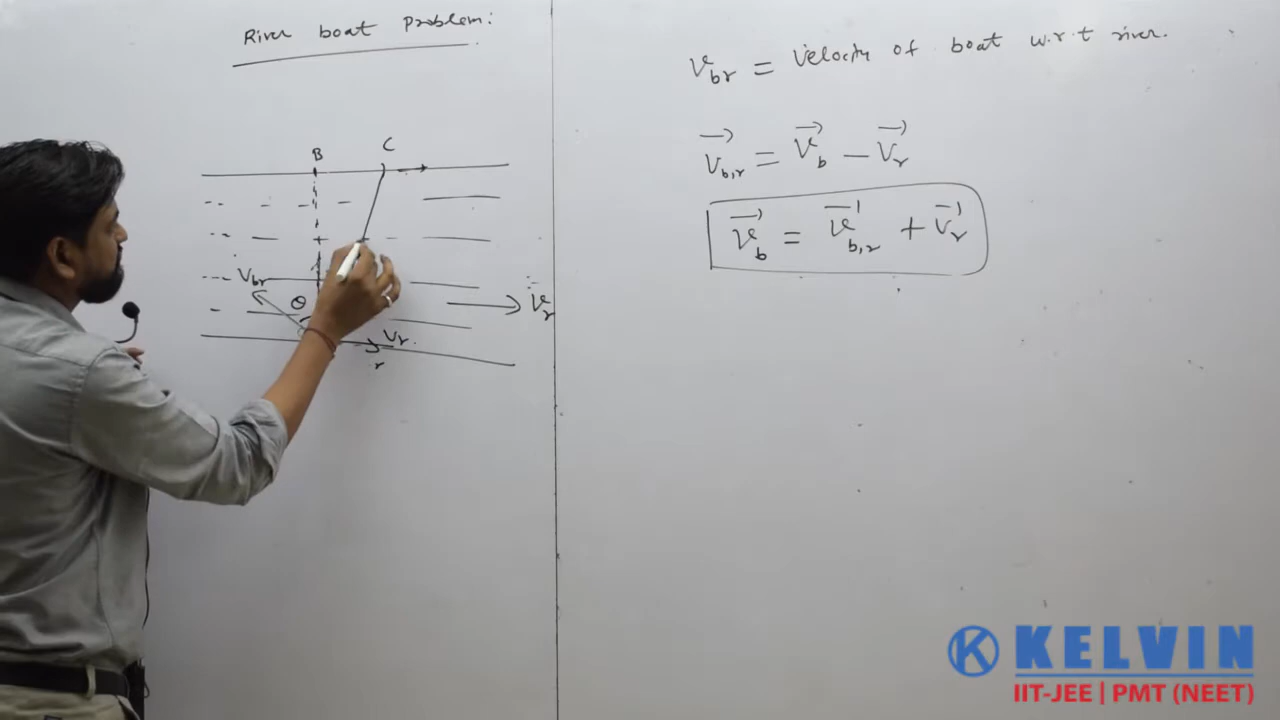 River boat Problem:
B C
Vbr
θ
Vr
r
Vr
Vbr = Velocity of boat w.r.t river.
Vb,r = Vb − Vr
Vb = Vb,r + Vr
KELVIN
IIT-JEE | PMT (NEET)